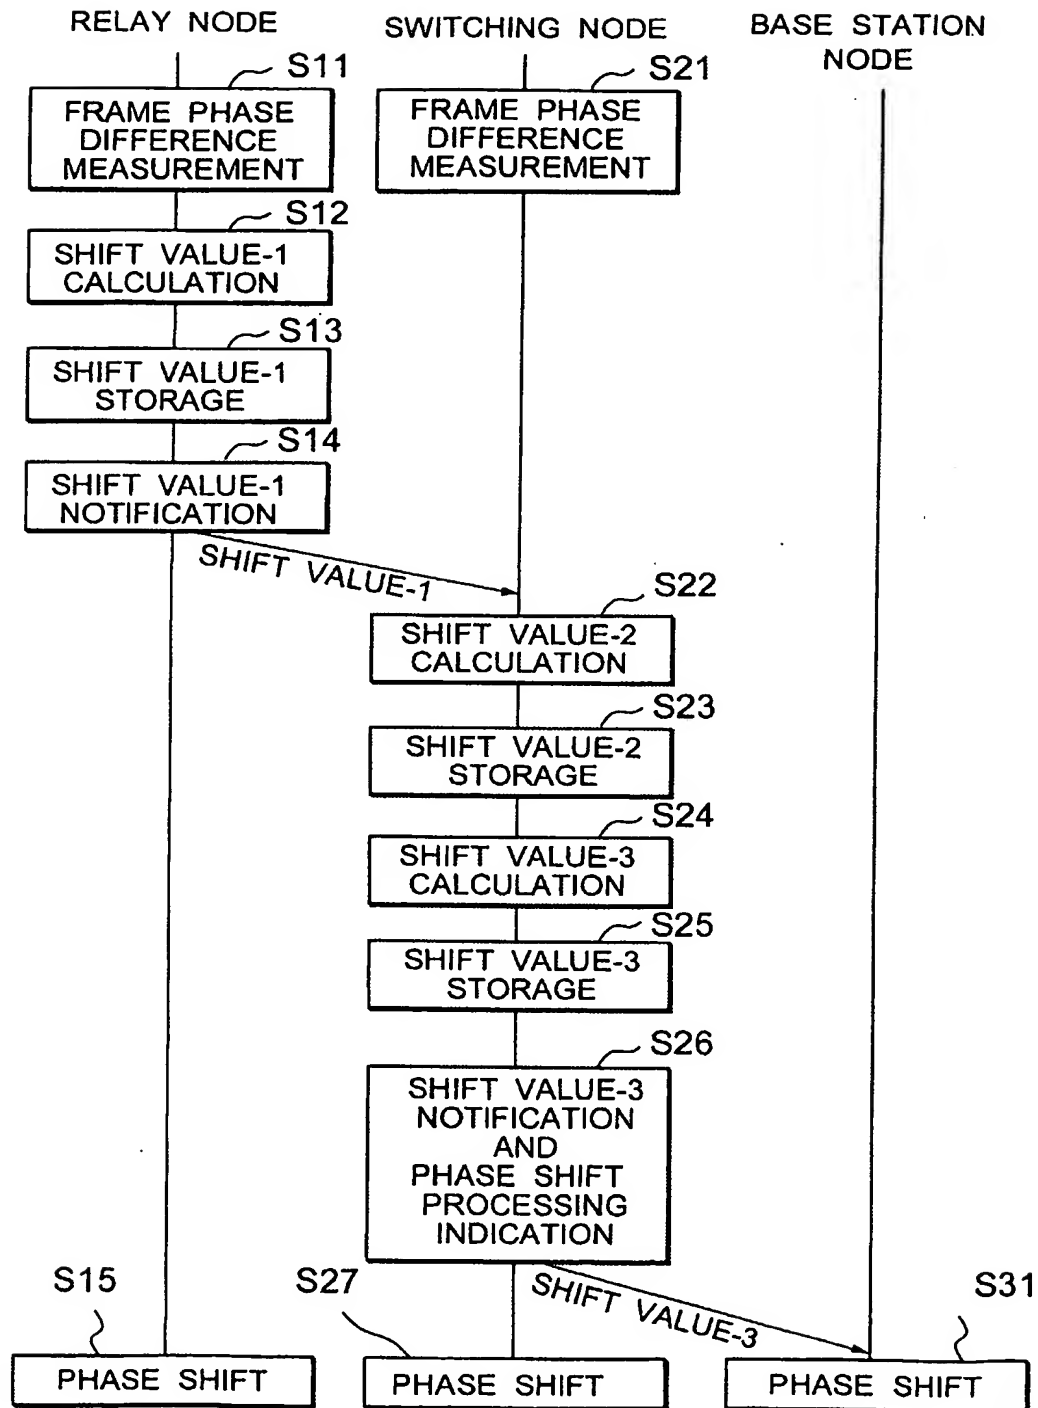 RELAY NODE
SWITCHING NODE
BASE STATION
NODE
S11
FRAME PHASE
DIFFERENCE
MEASUREMENT
S21
FRAME PHASE
DIFFERENCE
MEASUREMENT
S12
SHIFT VALUE-1
CALCULATION
S13
SHIFT VALUE-1
STORAGE
S14
SHIFT VALUE-1
NOTIFICATION
SHIFT VALUE-1
S22
SHIFT VALUE-2
CALCULATION
S23
SHIFT VALUE-2
STORAGE
S24
SHIFT VALUE-3
CALCULATION
S25
SHIFT VALUE-3
STORAGE
S26
SHIFT VALUE-3
NOTIFICATION
AND
PHASE SHIFT
PROCESSING
INDICATION
SHIFT VALUE-3
S15
PHASE SHIFT
S27
PHASE SHIFT
S31
PHASE SHIFT